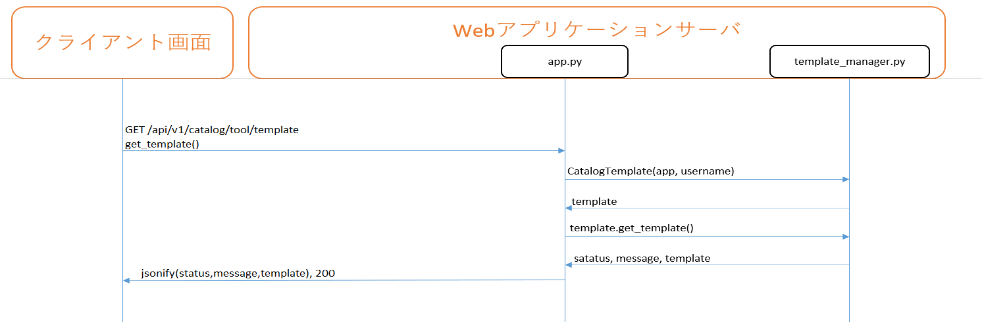 クライアント画面
Webアプリケーションサーバ
app.py
template_manager.py
GET /api/v1/catalog/tool/template
get_template()
CatalogTemplate(app, username)
template
template.get_template()
satatus, message, template
jsonify(status,message,template), 200